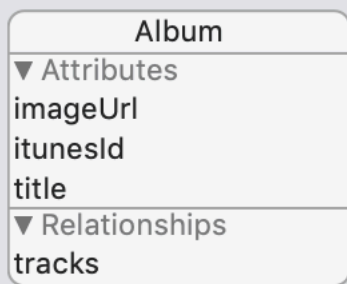 Album
▼ Attributes
imageUrl
itunesId
title
▼ Relationships
tracks